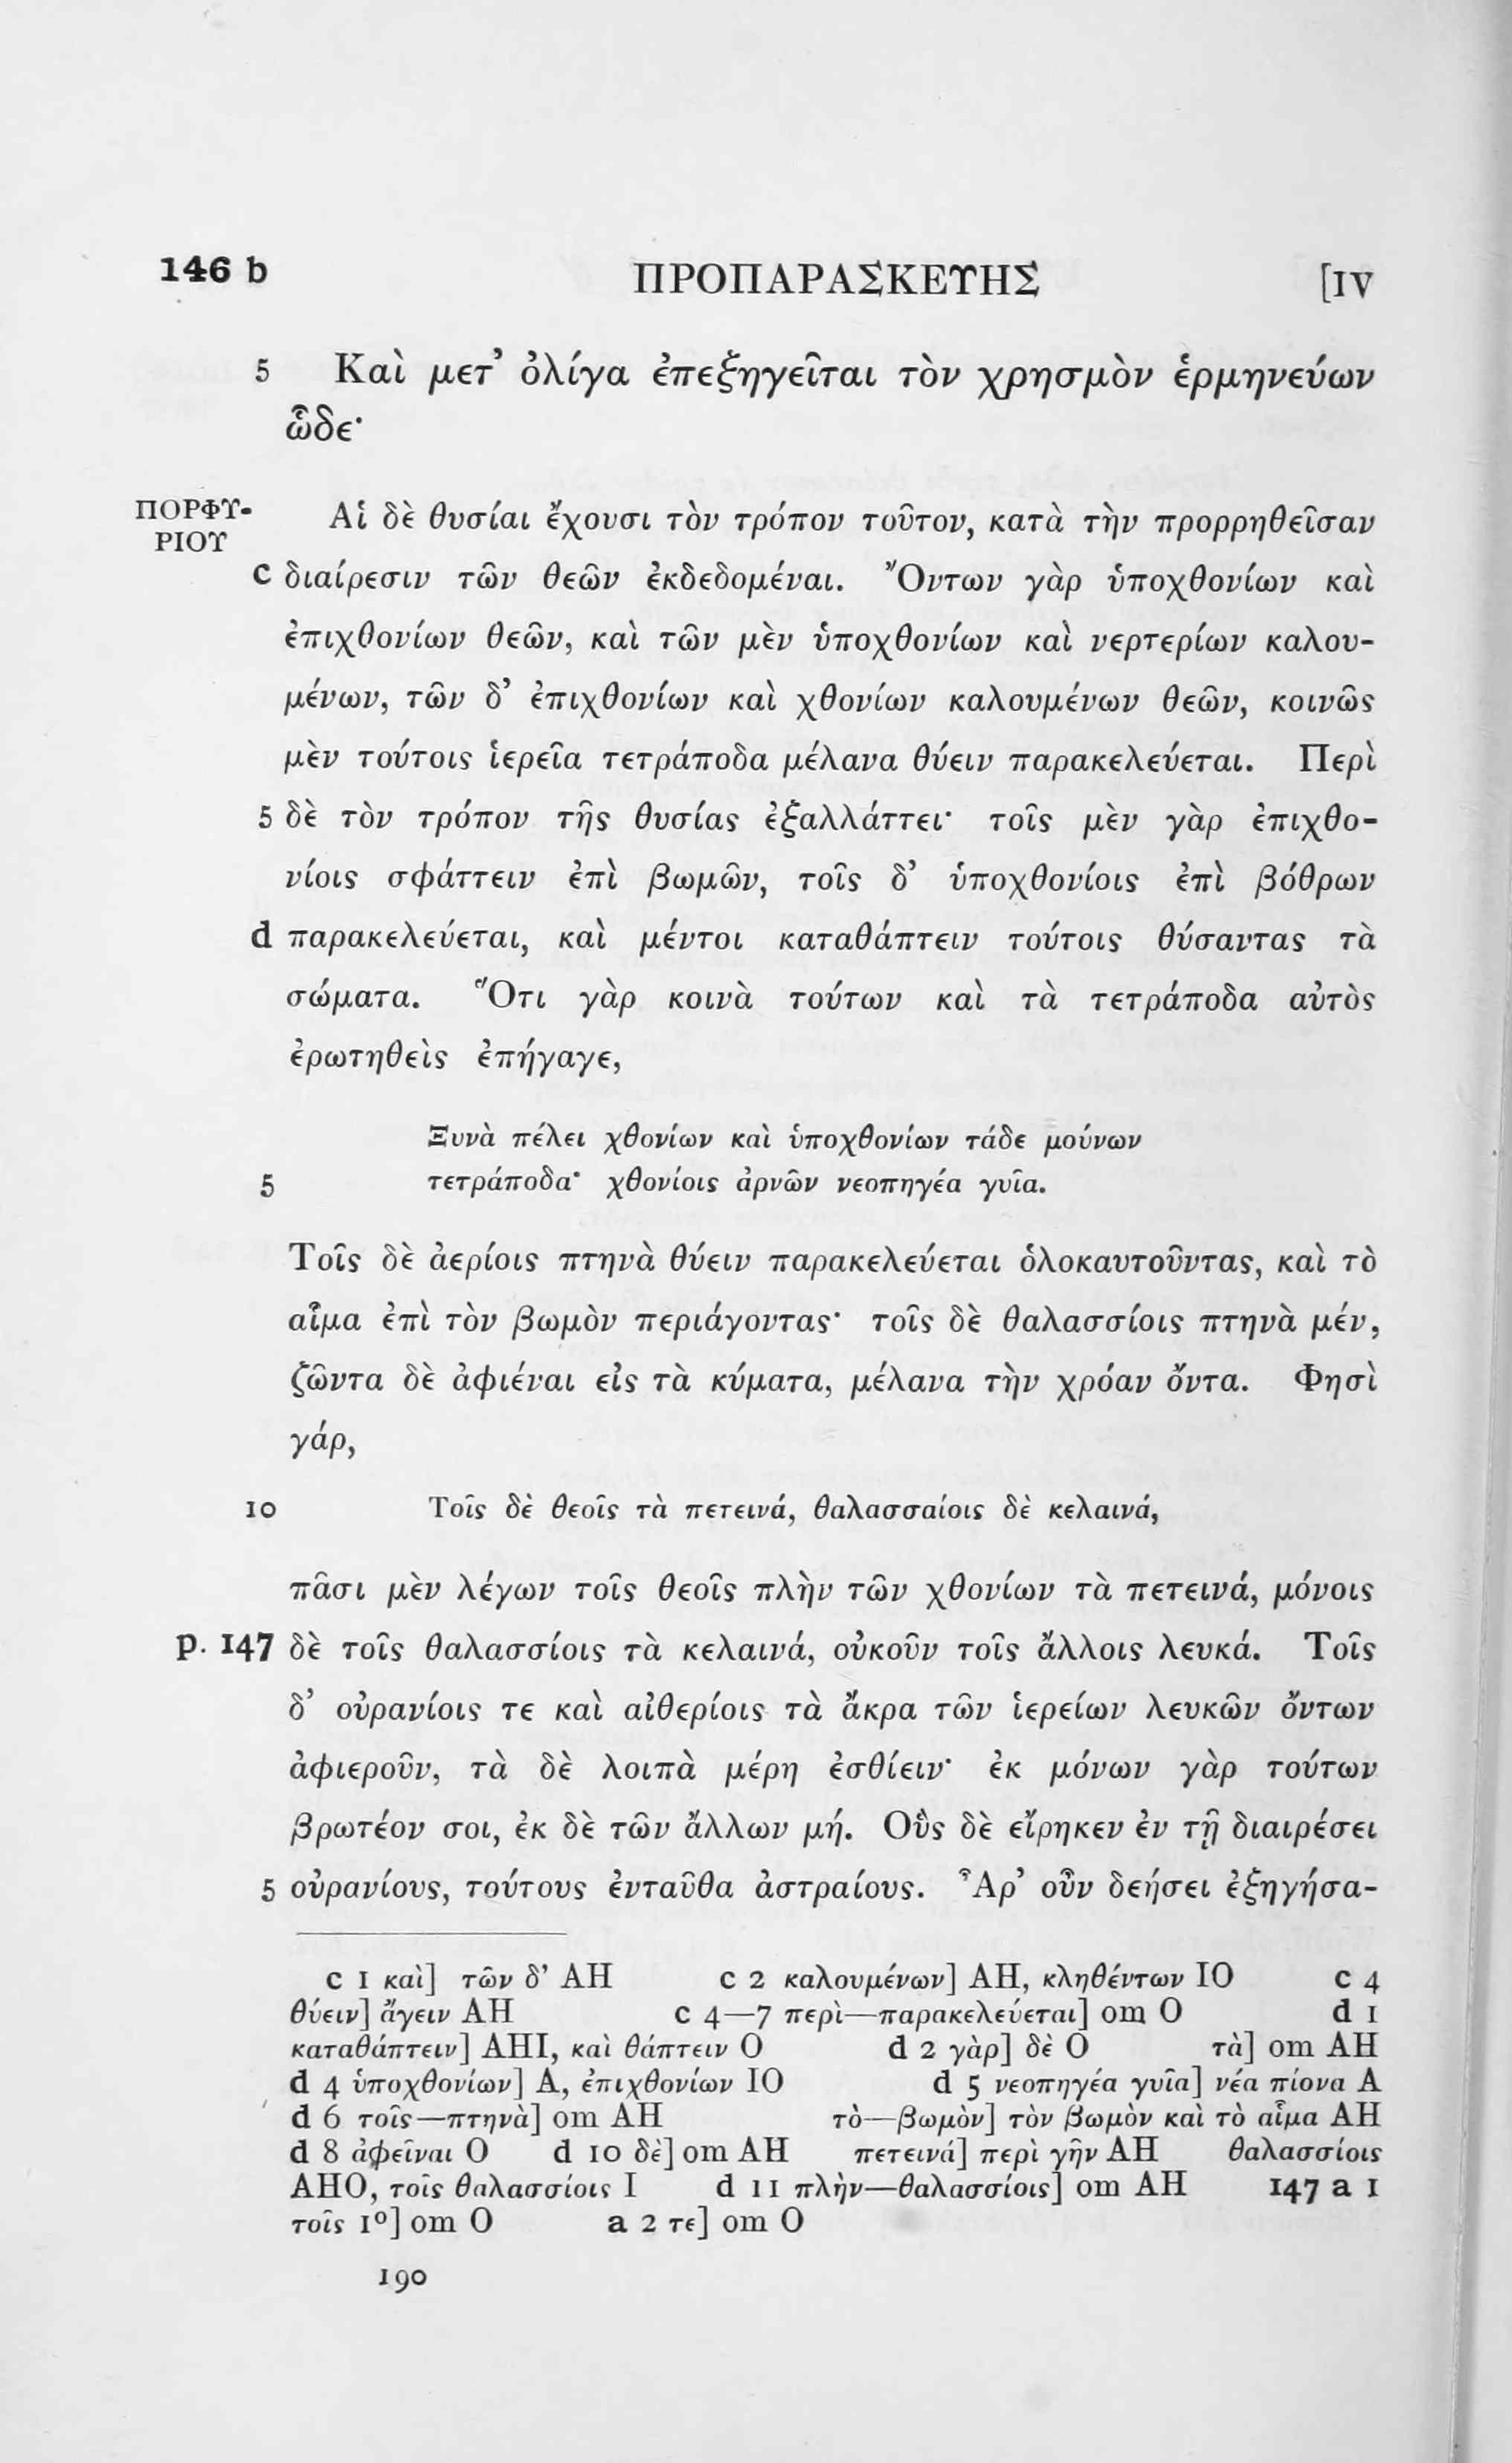 146 b ΠΡΟΠΑΡΑΣΚΕΥΗΣ [IV
5 Καὶ μετ' ὀλίγα ἐπεξηγεῖται τὸν χρησμὸν ἑρμηνεύων
ὧδε·
ΠΟΡΦΥ-
ΡΙΟΥ
Αἱ δὲ θυσίαι ἔχουσι τὸν τρόπον τοῦτον, κατὰ τὴν προρρηθεῖσαν
c διαίρεσιν τῶν θεῶν ἐκδεδομέναι. Ὄντων γὰρ ὑποχθονίων καὶ
ἐπιχθονίων θεῶν, καὶ τῶν μὲν ὑποχθονίων καὶ νερτερίων καλου-
μένων, τῶν δ' ἐπιχθονίων καὶ χθονίων καλουμένων θεῶν, κοινῶς
μὲν τούτοις ἱερεῖα τετράποδα μέλανα θύειν παρακελεύεται. Περὶ
5 δὲ τὸν τρόπον τῆς θυσίας ἐξαλλάττει· τοῖς μὲν γὰρ ἐπιχθο-
νίοις σφάττειν ἐπὶ βωμῶν, τοῖς δ' ὑποχθονίοις ἐπὶ βόθρων
d παρακελεύεται, καὶ μέντοι καταθάπτειν τούτοις θύσαντας τὰ
σώματα. Ὅτι γὰρ κοινὰ τούτων καὶ τὰ τετράποδα αὐτὸς
ἐρωτηθεὶς ἐπήγαγε,
Ξυνὰ πέλει χθονίων καὶ ὑποχθονίων τάδε μούνων
5 τετράποδα· χθονίοις ἀρνῶν νεοπηγέα γυῖα.
Τοῖς δὲ ἀερίοις πτηνὰ θύειν παρακελεύεται ὁλοκαυτοῦντας, καὶ τὸ
αἷμα ἐπὶ τὸν βωμὸν περιάγοντας· τοῖς δὲ θαλασσίοις πτηνὰ μέν,
ζῶντα δὲ ἀφιέναι εἰς τὰ κύματα, μέλανα τὴν χρόαν ὄντα. Φησὶ
γάρ,
10 Τοῖς δὲ θεοῖς τὰ πετεινά, θαλασσαίοις δὲ κελαινά,
πᾶσι μὲν λέγων τοῖς θεοῖς πλὴν τῶν χθονίων τὰ πετεινά, μόνοις
p. 147 δὲ τοῖς θαλασσίοις τὰ κελαινά, οὐκοῦν τοῖς ἄλλοις λευκά. Τοῖς
δ' οὐρανίοις τε καὶ αἰθερίοις τὰ ἄκρα τῶν ἱερείων λευκῶν ὄντων
ἀφιεροῦν, τὰ δὲ λοιπὰ μέρη ἐσθίειν· ἐκ μόνων γὰρ τούτων
βρωτέον σοι, ἐκ δὲ τῶν ἄλλων μή. Οὓς δὲ εἴρηκεν ἐν τῇ διαιρέσει
5 οὐρανίους, τούτους ἐνταῦθα ἀστραίους. Ἆρ' οὖν δεήσει ἐξηγήσα-
c 1 καὶ] τῶν δ' AH c 2 καλουμένων] AH, κληθέντων IO c 4
θύειν] ἄγειν AH c 4—7 περὶ—παρακελεύεται] om O d 1
καταθάπτειν] AHI, καὶ θάπτειν O d 2 γὰρ] δὲ O τὰ] om AH
d 4 ὑποχθονίων] A, ἐπιχθονίων IO d 5 νεοπηγέα γυῖα] νέα πίονα A
d 6 τοῖς—πτηνὰ] om AH τὸ—βωμὸν] τὸν βωμὸν καὶ τὸ αἷμα AH
d 8 ἀφεῖναι O d 10 δὲ] om AH πετεινά] περὶ γῆν AH θαλασσίοις
AHO, τοῖς θαλασσίοις I d 11 πλὴν—θαλασσίοις] om AH 147 a 1
τοῖς 1º] om O a 2 τε] om O
190